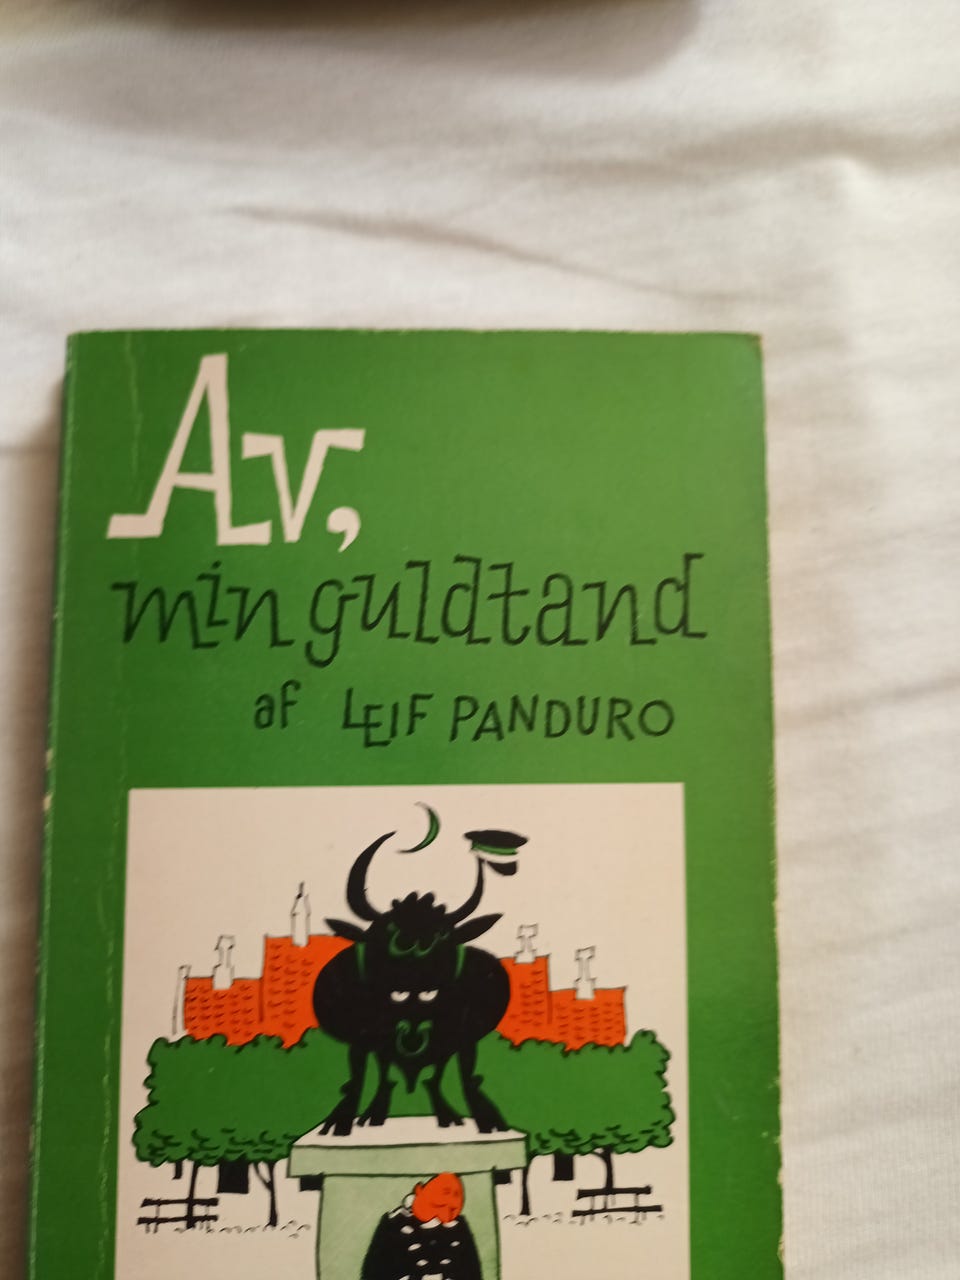 Av,
min guldtand
af LEIF PANDURO